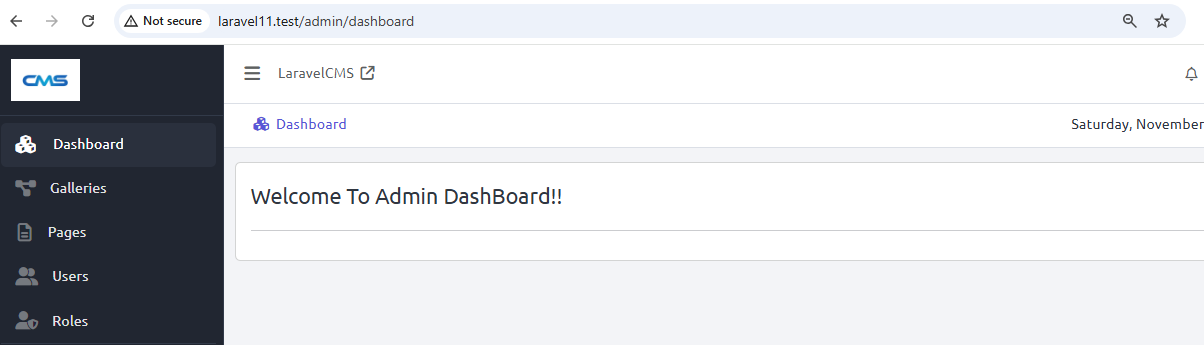 Not secure laravel11.test/admin/dashboard
CMS
LaravelCMS
Dashboard Saturday, November
Dashboard
Galleries
Pages
Users
Roles
Welcome To Admin DashBoard!!